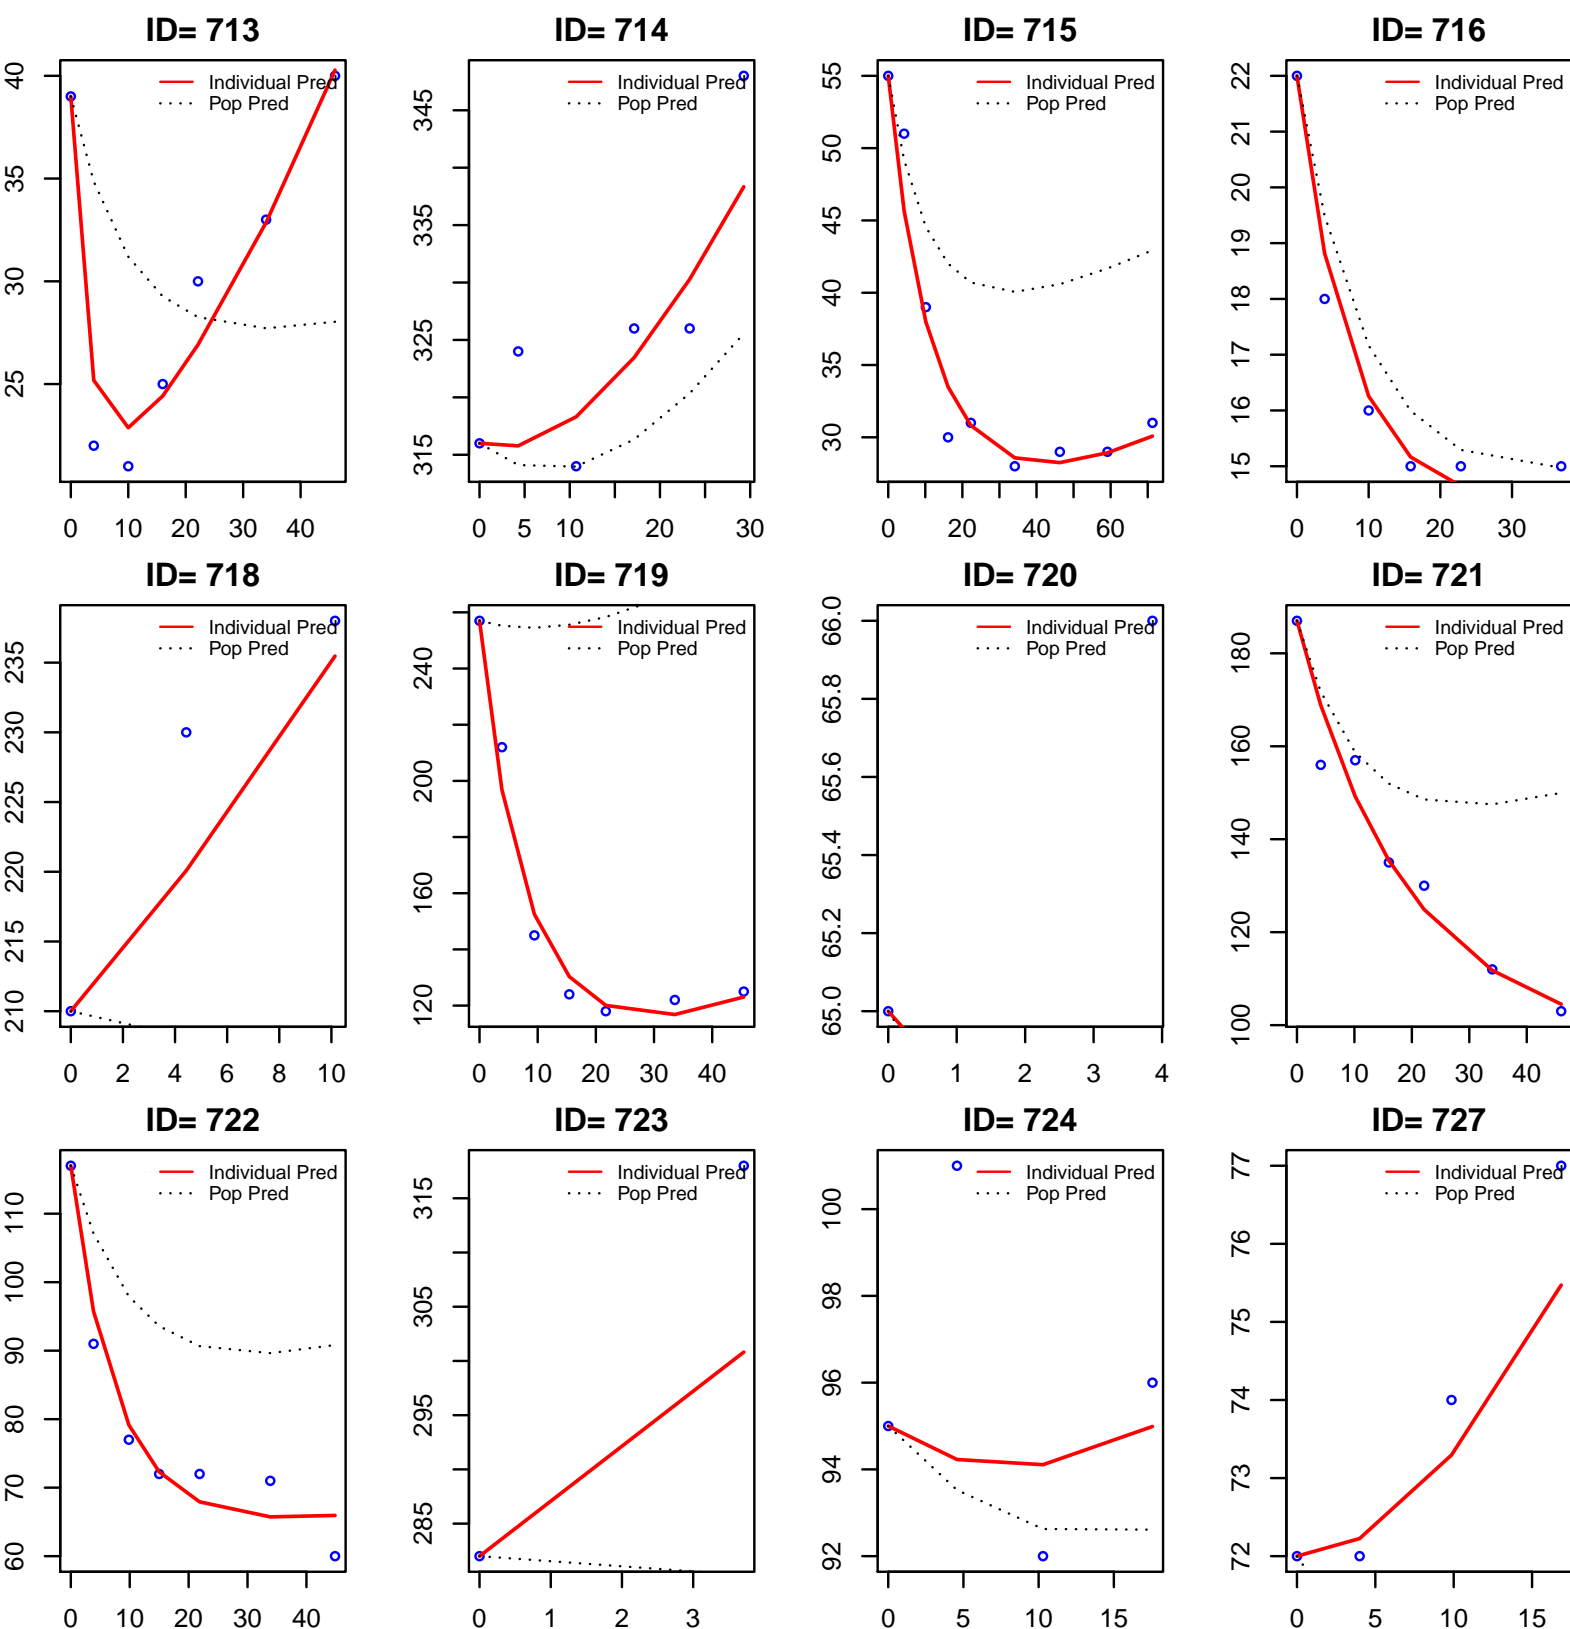 ID= 713
Individual Pred
Pop Pred
40
35
30
25
0 10 20 30 40
ID= 714
Individual Pred
Pop Pred
345
335
325
315
0 5 10 20 30
ID= 715
Individual Pred
Pop Pred
55
50
45
40
35
30
0 20 40 60
ID= 716
Individual Pred
Pop Pred
22
21
20
19
18
17
16
15
0 10 20 30
ID= 718
Individual Pred
Pop Pred
235
230
225
220
215
210
0 2 4 6 8 10
ID= 719
Individual Pred
Pop Pred
240
200
160
120
0 10 20 30 40
ID= 720
Individual Pred
Pop Pred
66.0
65.8
65.6
65.4
65.2
65.0
0 1 2 3 4
ID= 721
Individual Pred
Pop Pred
180
160
140
120
100
0 10 20 30 40
ID= 722
Individual Pred
Pop Pred
110
100
90
80
70
60
0 10 20 30 40
ID= 723
Individual Pred
Pop Pred
315
305
295
285
0 1 2 3
ID= 724
Individual Pred
Pop Pred
100
98
96
94
92
0 5 10 15
ID= 727
Individual Pred
Pop Pred
77
76
75
74
73
72
0 5 10 15